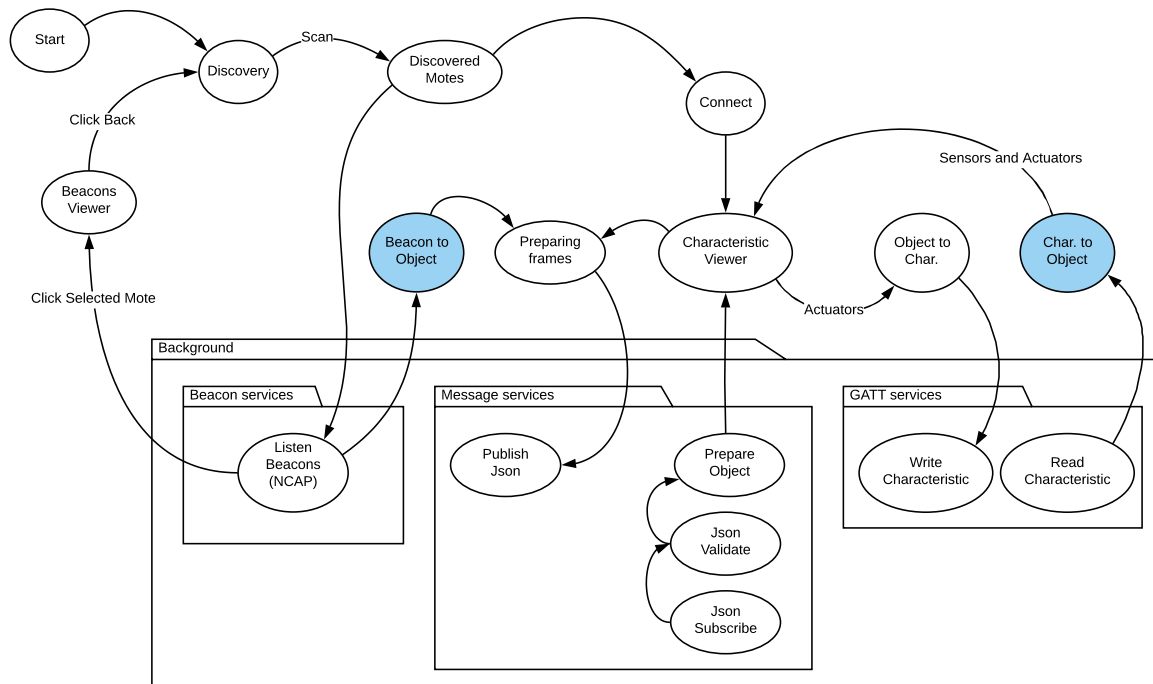 Start
Scan
Discovery
Discovered
Motes
Connect
Click Back
Sensors and Actuators
Beacons
Viewer
Beacon to
Object
Preparing
frames
Characteristic
Viewer
Object to
Char.
Char. to
Object
Click Selected Mote
Actuators
Background
Beacon services
Message services
GATT services
Listen
Beacons
(NCAP)
Publish
Json
Prepare
Object
Write
Characteristic
Read
Characteristic
Json
Validate
Json
Subscribe